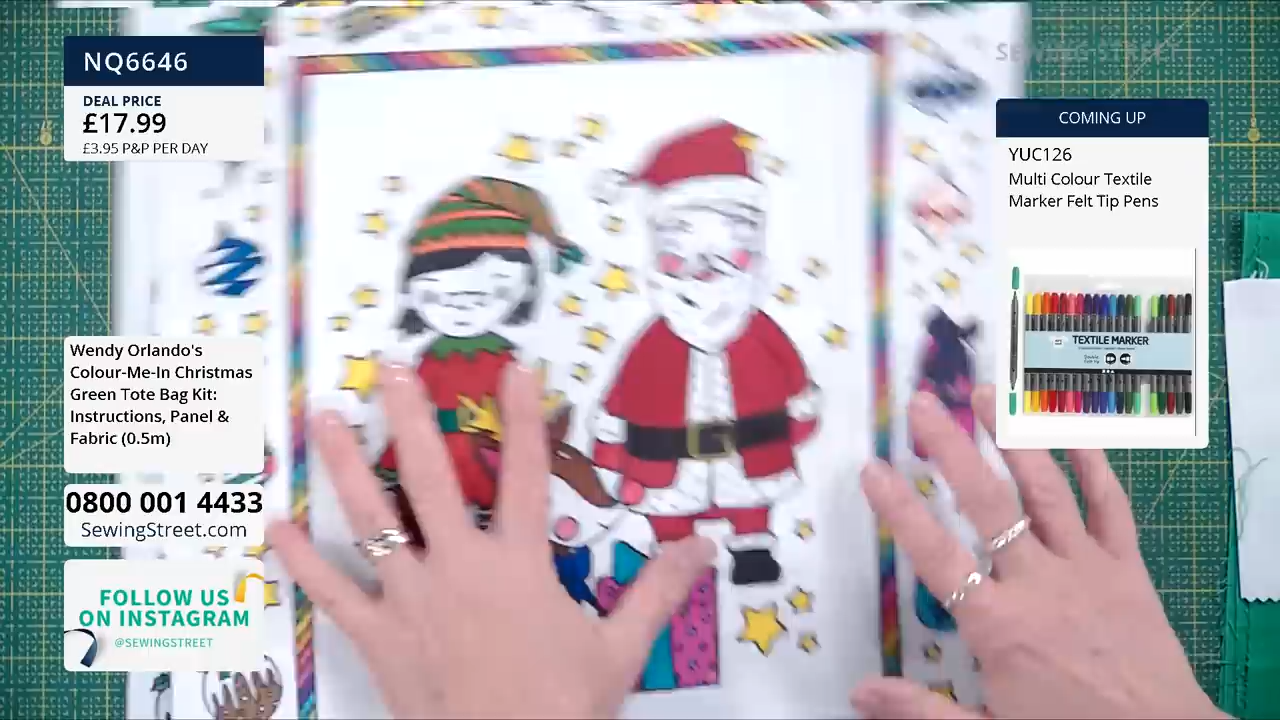 NQ6646
DEAL PRICE
£17.99
£3.95 P&P PER DAY
Wendy Orlando's
Colour-Me-In Christmas
Green Tote Bag Kit:
Instructions, Panel &
Fabric (0.5m)
0800 001 4433
SewingStreet.com
FOLLOW US
ON INSTAGRAM
@SEWINGSTREET
SEWING STREET
COMING UP
YUC126
Multi Colour Textile
Marker Felt Tip Pens
TEXTILE MARKER